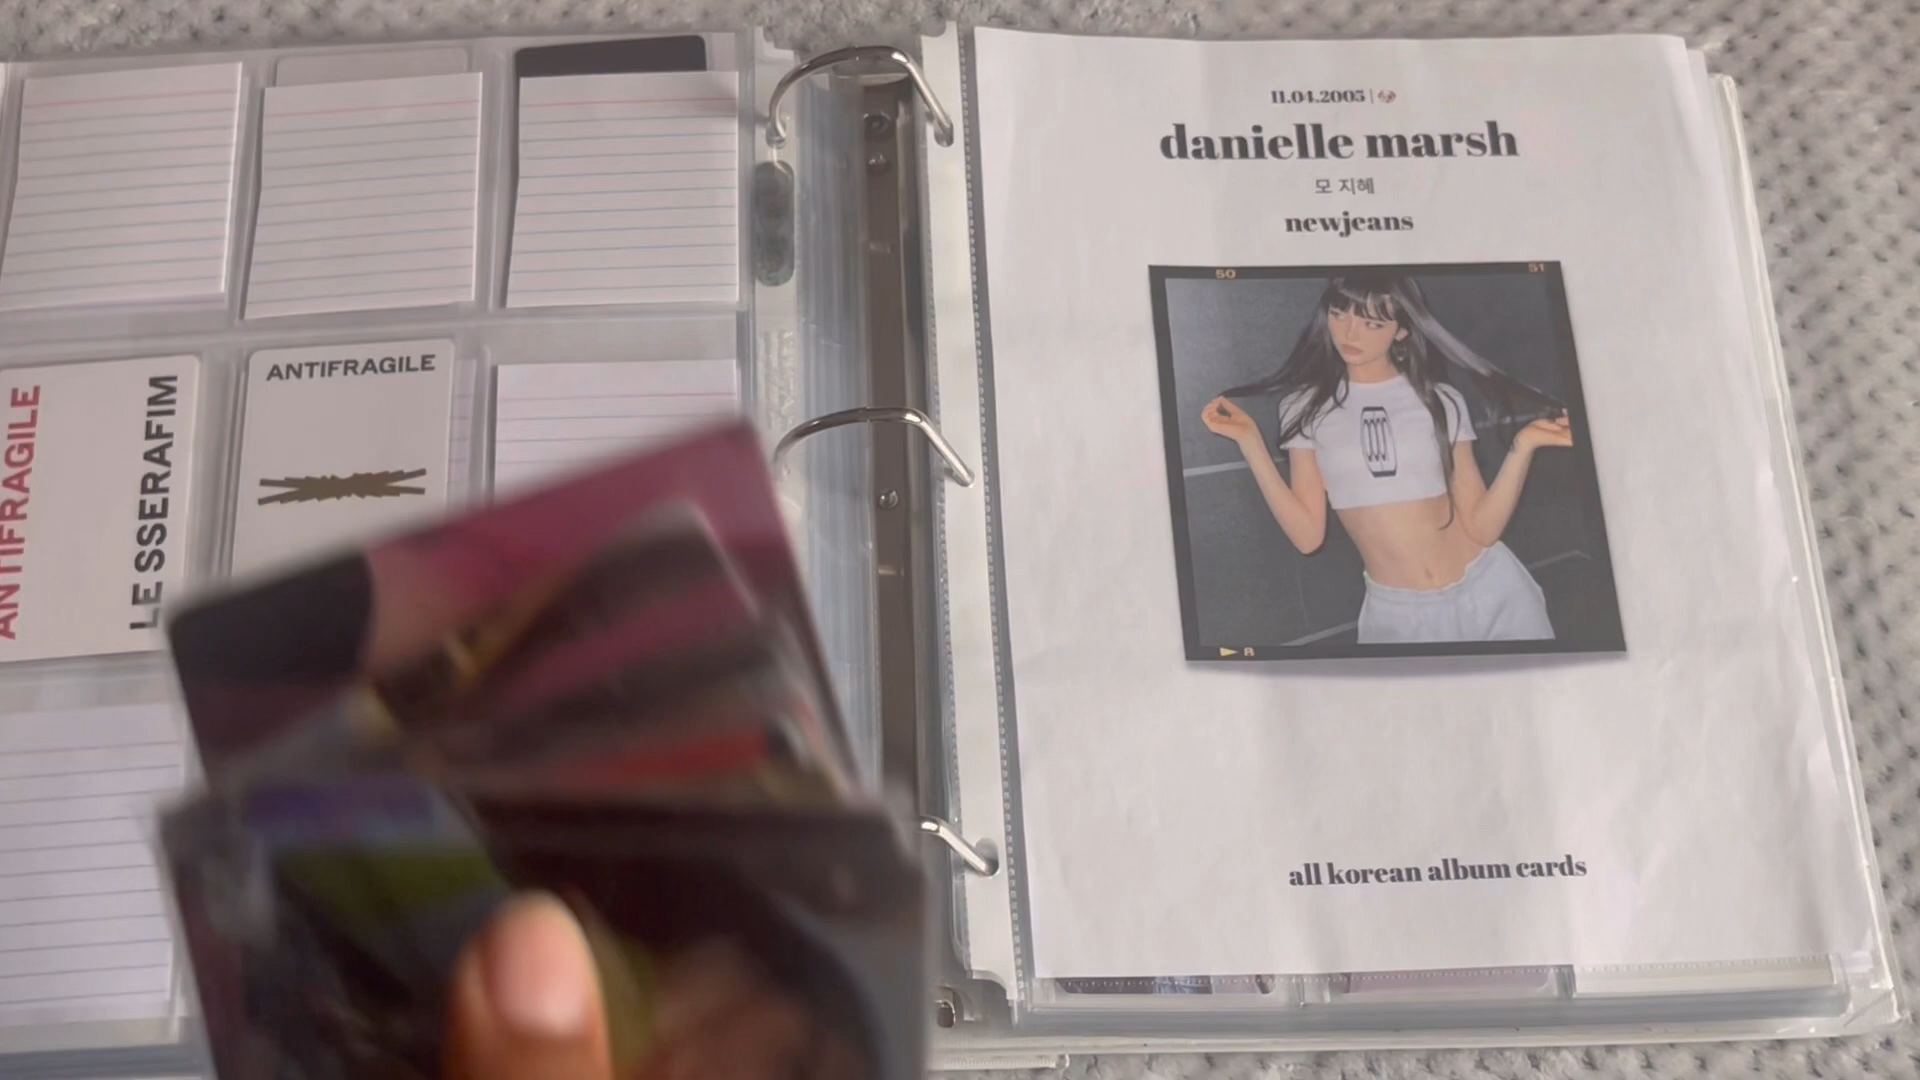 ANTIFRAGILE
LE SSERAFIM
ANTIFRAGILE
11.04.2005 |
danielle marsh
모 지혜
newjeans
50
51
8
all korean album cards